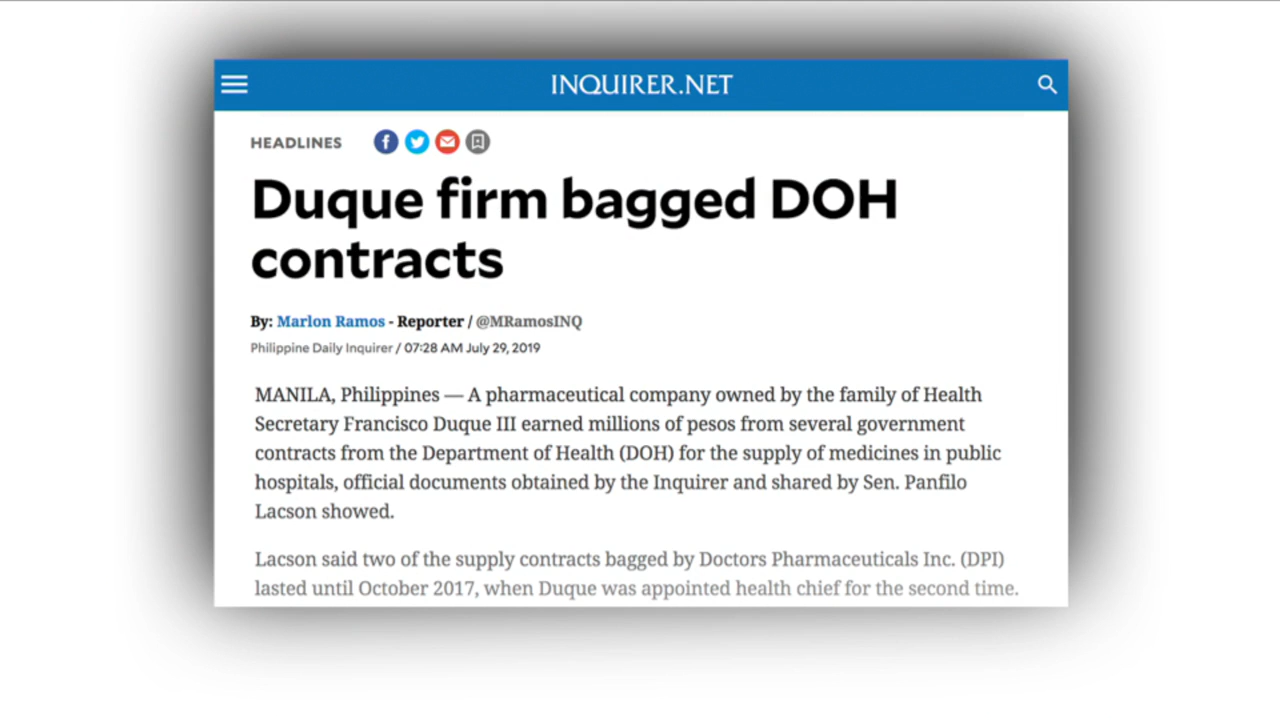 INQUIRER.NET
HEADLINES
Duque firm bagged DOH
contracts
By: Marlon Ramos - Reporter / @MRamosINQ
Philippine Daily Inquirer / 07:28 AM July 29, 2019
MANILA, Philippines — A pharmaceutical company owned by the family of Health
Secretary Francisco Duque III earned millions of pesos from several government
contracts from the Department of Health (DOH) for the supply of medicines in public
hospitals, official documents obtained by the Inquirer and shared by Sen. Panfilo
Lacson showed.
Lacson said two of the supply contracts bagged by Doctors Pharmaceuticals Inc. (DPI)
lasted until October 2017, when Duque was appointed health chief for the second time.